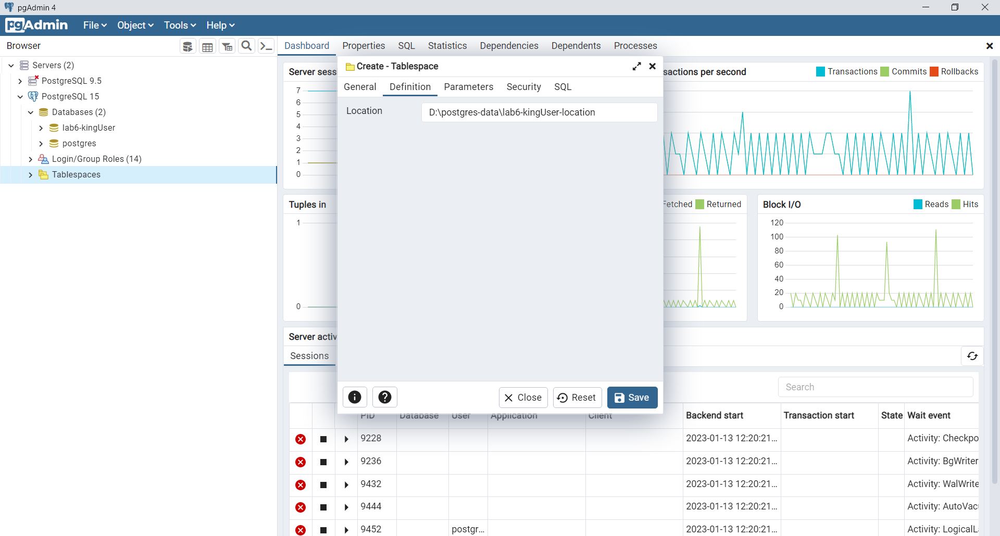 pgAdmin 4
pgAdmin File Object Tools Help
Browser
Dashboard Properties SQL Statistics Dependencies Dependents Processes
Servers (2)
PostgreSQL 9.5
PostgreSQL 15
Databases (2)
lab6-kingUser
postgres
Login/Group Roles (14)
Tablespaces
Server sess
7
6
5
4
3
2
1
0
sactions per second Transactions Commits Rollbacks
Create - Tablespace
General Definition Parameters Security SQL
Location D:\postgres-data\lab6-kingUser-location
Close Reset Save
Tuples in
1
0
Fetched Returned
Block I/O Reads Hits
120
100
80
60
40
20
0
Server activ
Sessions
Search
PID Database User Application Client Backend start Transaction start State Wait event
9228 2023-01-13 12:20:21... Activity: Checkpo
9236 2023-01-13 12:20:21... Activity: BgWriter
9432 2023-01-13 12:20:21... Activity: WalWrite
9444 2023-01-13 12:20:21... Activity: AutoVac
9452 postgr... 2023-01-13 12:20:21... Activity: LogicalL